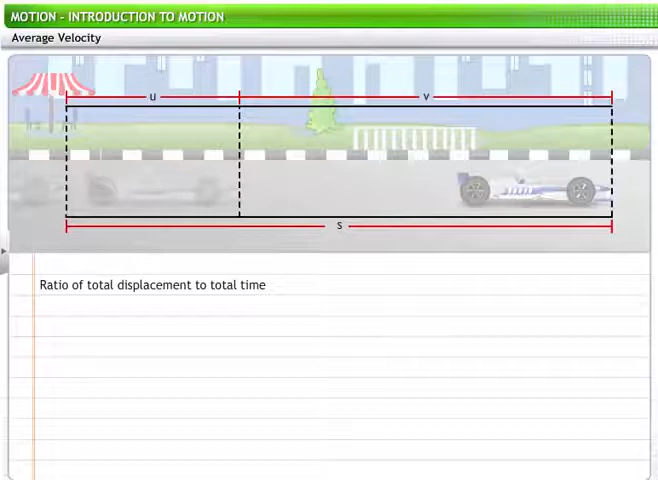 MOTION - INTRODUCTION TO MOTION
Average Velocity
u
v
s
Ratio of total displacement to total time